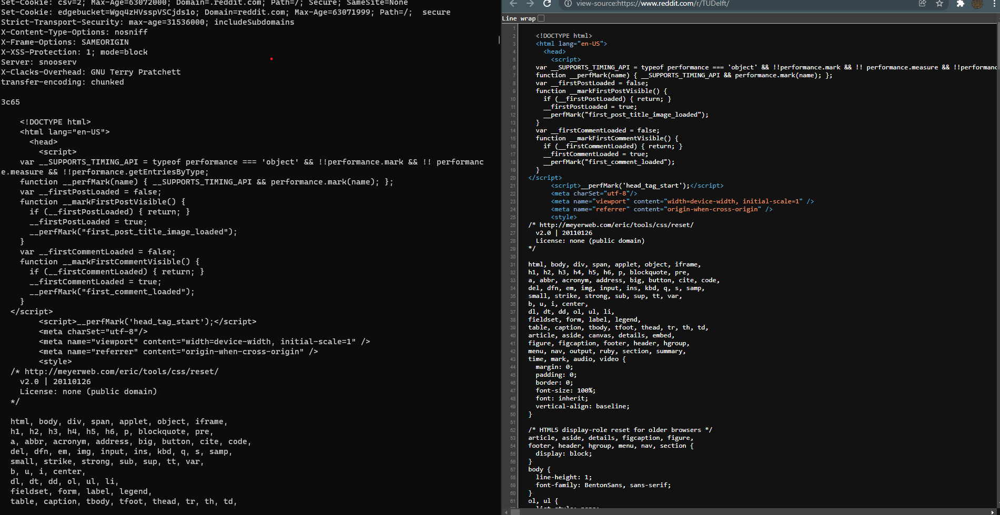 Set-Cookie: csv=2; Max-Age=63072000; Domain=.reddit.com; Path=/; Secure; SameSite=None
Set-Cookie: edgebucket=Wgq4zHVsspVSCjds1o; Domain=reddit.com; Max-Age=63071999; Path=/;  secure
Strict-Transport-Security: max-age=31536000; includeSubdomains
X-Content-Type-Options: nosniff
X-Frame-Options: SAMEORIGIN
X-XSS-Protection: 1; mode=block
Server: snooserv
X-Clacks-Overhead: GNU Terry Pratchett
transfer-encoding: chunked
3c65
<!DOCTYPE html>
<html lang="en-US">
<head>
<script>
var __SUPPORTS_TIMING_API = typeof performance === 'object' && !!performance.mark && !! performanc
e.measure && !!performance.getEntriesByType;
function __perfMark(name) { __SUPPORTS_TIMING_API && performance.mark(name); };
var __firstPostLoaded = false;
function __markFirstPostVisible() {
if (__firstPostLoaded) { return; }
__firstPostLoaded = true;
__perfMark("first_post_title_image_loaded");
}
var __firstCommentLoaded = false;
function __markFirstCommentVisible() {
if (__firstCommentLoaded) { return; }
__firstCommentLoaded = true;
__perfMark("first_comment_loaded");
}
</script>
<script>__perfMark('head_tag_start');</script>
<meta charSet="utf-8"/>
<meta name="viewport" content="width=device-width, initial-scale=1" />
<meta name="referrer" content="origin-when-cross-origin" />
<style>
/* http://meyerweb.com/eric/tools/css/reset/
v2.0 | 20110126
License: none (public domain)
*/
html, body, div, span, applet, object, iframe,
h1, h2, h3, h4, h5, h6, p, blockquote, pre,
a, abbr, acronym, address, big, button, cite, code,
del, dfn, em, img, input, ins, kbd, q, s, samp,
small, strike, strong, sub, sup, tt, var,
b, u, i, center,
dl, dt, dd, ol, ul, li,
fieldset, form, label, legend,
table, caption, tbody, tfoot, thead, tr, th, td,
view-source:https://www.reddit.com/r/TUDelft/
Line wrap
1
2 <!DOCTYPE html>
3 <html lang="en-US">
4 <head>
5 <script>
6 var __SUPPORTS_TIMING_API = typeof performance === 'object' && !!performance.mark && !! performance.measure && !!performanc
7 function __perfMark(name) { __SUPPORTS_TIMING_API && performance.mark(name); };
8 var __firstPostLoaded = false;
9 function __markFirstPostVisible() {
10 if (__firstPostLoaded) { return; }
11 __firstPostLoaded = true;
12 __perfMark("first_post_title_image_loaded");
13 }
14 var __firstCommentLoaded = false;
15 function __markFirstCommentVisible() {
16 if (__firstCommentLoaded) { return; }
17 __firstCommentLoaded = true;
18 __perfMark("first_comment_loaded");
19 }
20 </script>
21 <script>__perfMark('head_tag_start');</script>
22 <meta charSet="utf-8"/>
23 <meta name="viewport" content="width=device-width, initial-scale=1" />
24 <meta name="referrer" content="origin-when-cross-origin" />
25 <style>
26 /* http://meyerweb.com/eric/tools/css/reset/
27 v2.0 | 20110126
28 License: none (public domain)
29 */
30
31 html, body, div, span, applet, object, iframe,
32 h1, h2, h3, h4, h5, h6, p, blockquote, pre,
33 a, abbr, acronym, address, big, button, cite, code,
34 del, dfn, em, img, input, ins, kbd, q, s, samp,
35 small, strike, strong, sub, sup, tt, var,
36 b, u, i, center,
37 dl, dt, dd, ol, ul, li,
38 fieldset, form, label, legend,
39 table, caption, tbody, tfoot, thead, tr, th, td,
40 article, aside, canvas, details, embed,
41 figure, figcaption, footer, header, hgroup,
42 menu, nav, output, ruby, section, summary,
43 time, mark, audio, video {
44 margin: 0;
45 padding: 0;
46 border: 0;
47 font-size: 100%;
48 font: inherit;
49 vertical-align: baseline;
50 }
51
52 /* HTML5 display-role reset for older browsers */
53 article, aside, details, figcaption, figure,
54 footer, header, hgroup, menu, nav, section {
55 display: block;
56 }
57 body {
58 line-height: 1;
59 font-family: BentonSans, sans-serif;
60 }
61 ol, ul {